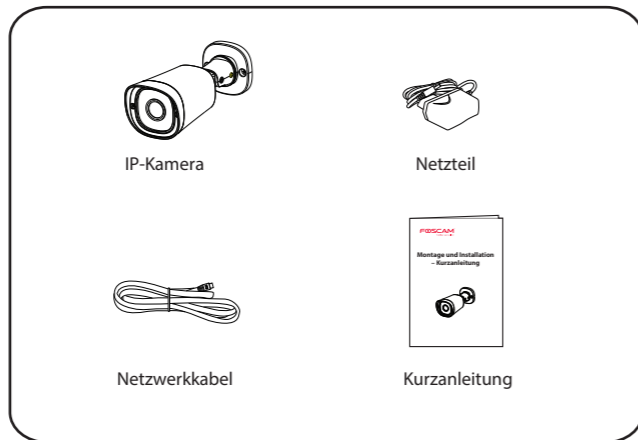 IP-Kamera
Netzteil
FOSCAM
Montage und Installation
– Kurzanleitung
Netzwerkkabel
Kurzanleitung